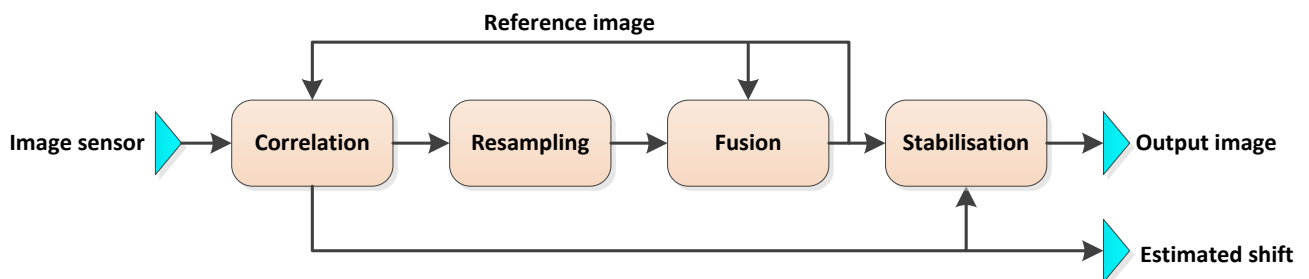 Reference image
Image sensor
Correlation
Resampling
Fusion
Stabilisation
Output image
Estimated shift